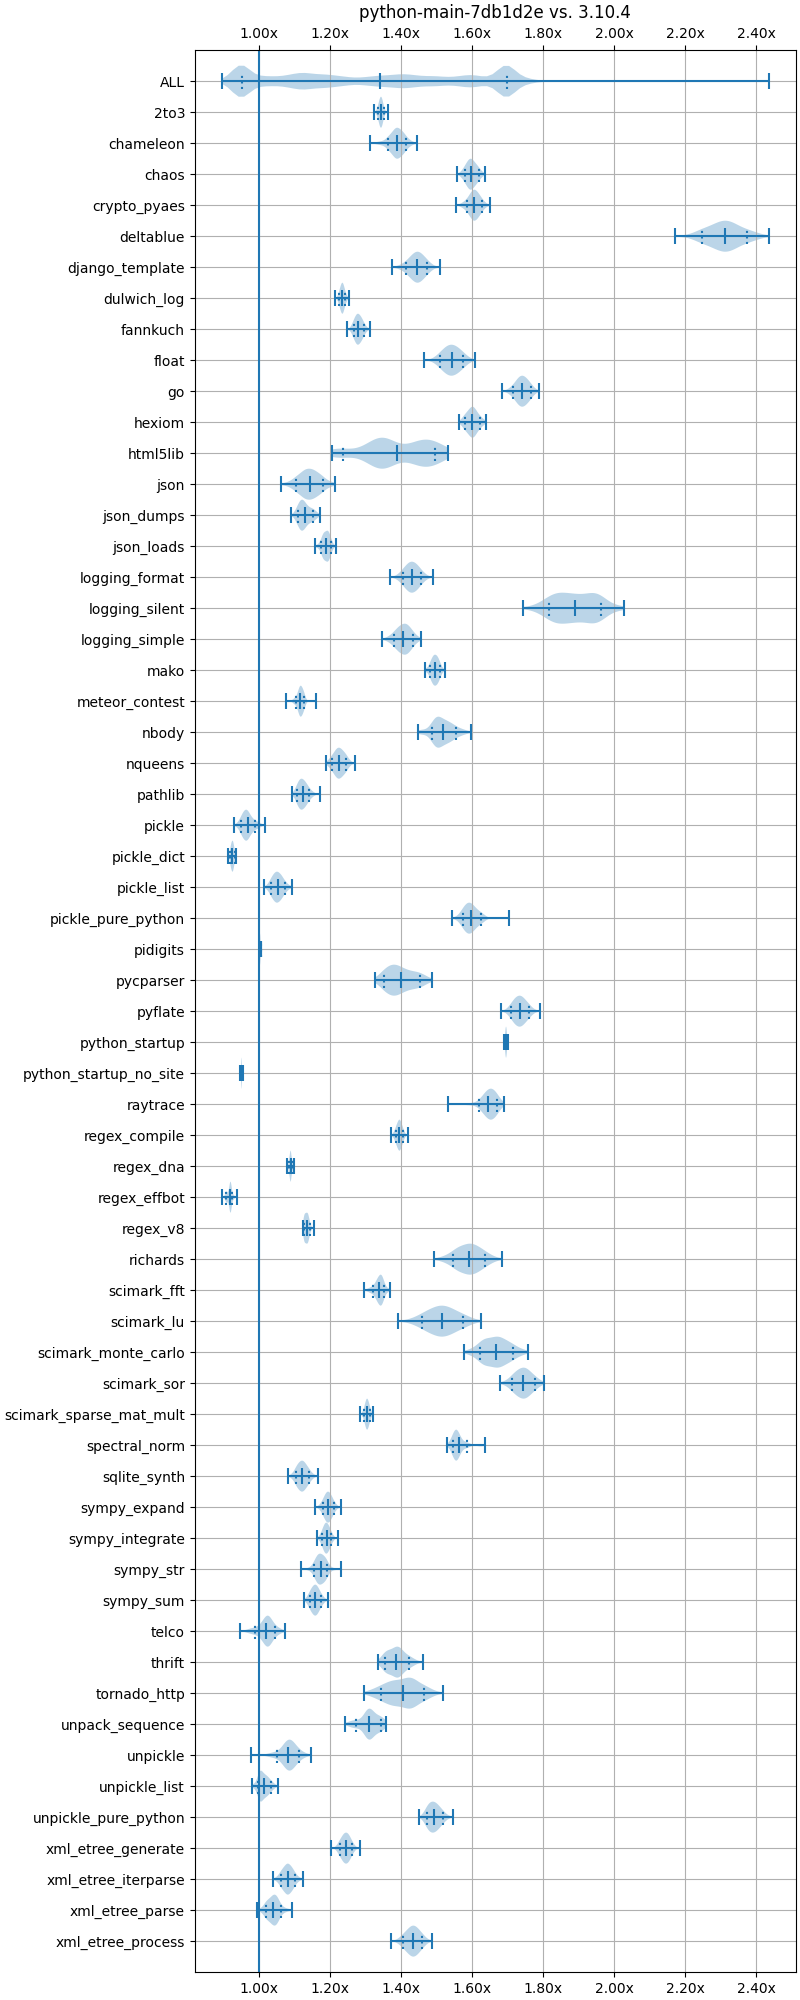 python-main-7db1d2e vs. 3.10.4
1.00x 1.20x 1.40x 1.60x 1.80x 2.00x 2.20x 2.40x
ALL
2to3
chameleon
chaos
crypto_pyaes
deltablue
django_template
dulwich_log
fannkuch
float
go
hexiom
html5lib
json
json_dumps
json_loads
logging_format
logging_silent
logging_simple
mako
meteor_contest
nbody
nqueens
pathlib
pickle
pickle_dict
pickle_list
pickle_pure_python
pidigits
pycparser
pyflate
python_startup
python_startup_no_site
raytrace
regex_compile
regex_dna
regex_effbot
regex_v8
richards
scimark_fft
scimark_lu
scimark_monte_carlo
scimark_sor
scimark_sparse_mat_mult
spectral_norm
sqlite_synth
sympy_expand
sympy_integrate
sympy_str
sympy_sum
telco
thrift
tornado_http
unpack_sequence
unpickle
unpickle_list
unpickle_pure_python
xml_etree_generate
xml_etree_iterparse
xml_etree_parse
xml_etree_process
1.00x 1.20x 1.40x 1.60x 1.80x 2.00x 2.20x 2.40x